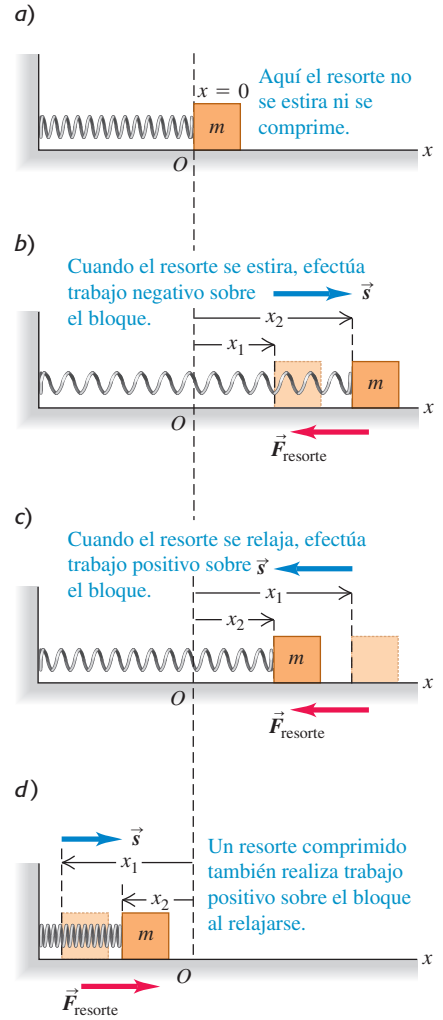 a)
x = 0
Aquí el resorte no
se estira ni se
comprime.
m
O
x
b)
Cuando el resorte se estira, efectúa
trabajo negativo sobre
el bloque.
s
x2
x1
m
O
x
Fresorte
c)
Cuando el resorte se relaja, efectúa
trabajo positivo sobre
el bloque.
s
x1
x2
m
O
x
Fresorte
d)
s
x1
x2
Un resorte comprimido
también realiza trabajo
positivo sobre el bloque
al relajarse.
m
O
x
Fresorte